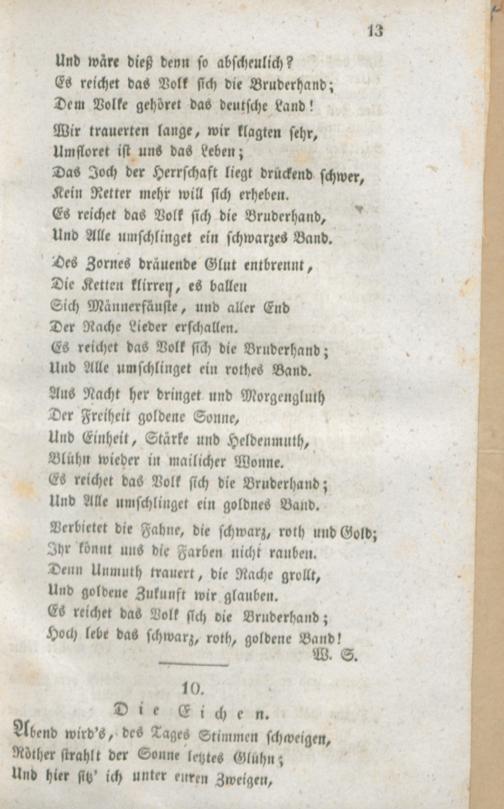 13
Und wäre dieß denn so abscheulich?
Es reichet das Volk sich die Bruderhand;
Dem Volke gehöret das deutsche Land!
Wir trauerten lange, wir klagten sehr,
Umfloret ist uns das Leben;
Das Joch der Herrschaft liegt drückend schwer,
Kein Retter mehr will sich erheben.
Es reichet das Volk sich die Bruderhand,
Und Alle umschlinget ein schwarzes Band.
Des Zornes dräuende Glut entbrennt,
Die Ketten klirren, es ballen
Sich Männerfäuste, und aller End
Der Rache Lieder erschallen.
Es reichet das Volk sich die Bruderhand;
Und Alle umschlinget ein rothes Band.
Aus Nacht her dringet und Morgengluth
Der Freiheit goldene Sonne,
Und Einheit, Stärke und Heldenmuth,
Blühn wieder in mailicher Wonne.
Es reichet das Volk sich die Bruderhand;
Und Alle umschlinget ein goldnes Band.
Verbietet die Fahne, die schwarz, roth und Gold;
Ihr könnt uns die Farben nicht rauben.
Denn Unmuth trauert, die Rache grollt,
Und goldene Zukunft wir glauben.
Es reichet das Volk sich die Bruderhand;
Hoch lebe das schwarz, roth, goldene Band!
W. S.
10.
Die Eichen.
Abend wird's, des Tages Stimmen schweigen,
Röther strahlt der Sonne letztes Glühn;
Und hier sitz' ich unter euren Zweigen,